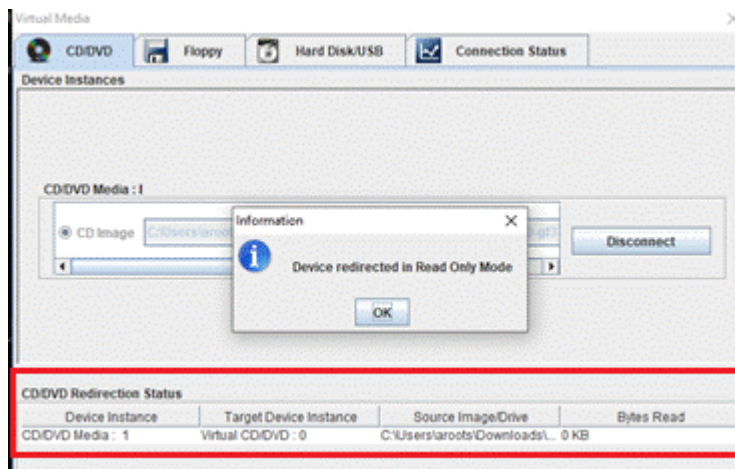 Virtual Media
CD/DVD Floppy Hard Disk/USB Connection Status
Device Instances
CD/DVD Media : I
Information
CD Image
Device redirected in Read Only Mode
Disconnect
OK
CD/DVD Redirection Status
Device Instance Target Device Instance Source Image/Drive Bytes Read
CD/DVD Media : 1 Virtual CD/DVD : 0 C:\Users\aroots\Downloads\... 0 KB